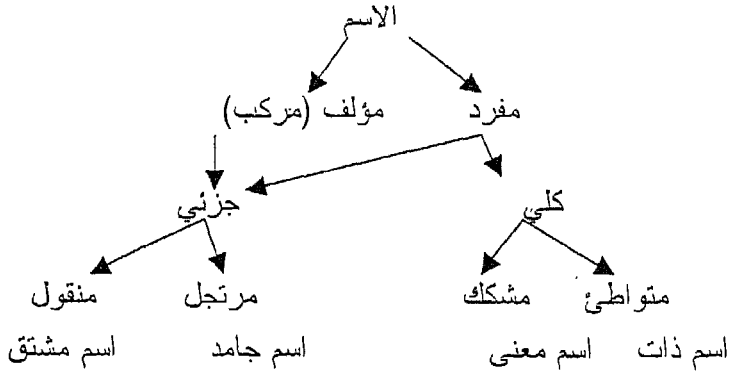 الاسم
مفرد مؤلف (مركب)
كلي جزئي
متواطئ مشكك مرتجل منقول
اسم ذات اسم معنى اسم جامد اسم مشتق